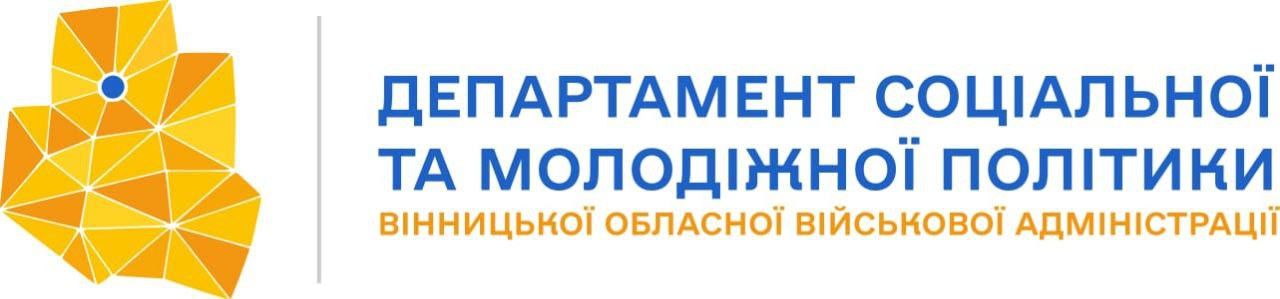 ДЕПАРТАМЕНТ СОЦІАЛЬНОЇ
ТА МОЛОДІЖНОЇ ПОЛІТИКИ
ВІННИЦЬКОЇ ОБЛАСНОЇ ВІЙСЬКОВОЇ АДМІНІСТРАЦІЇ